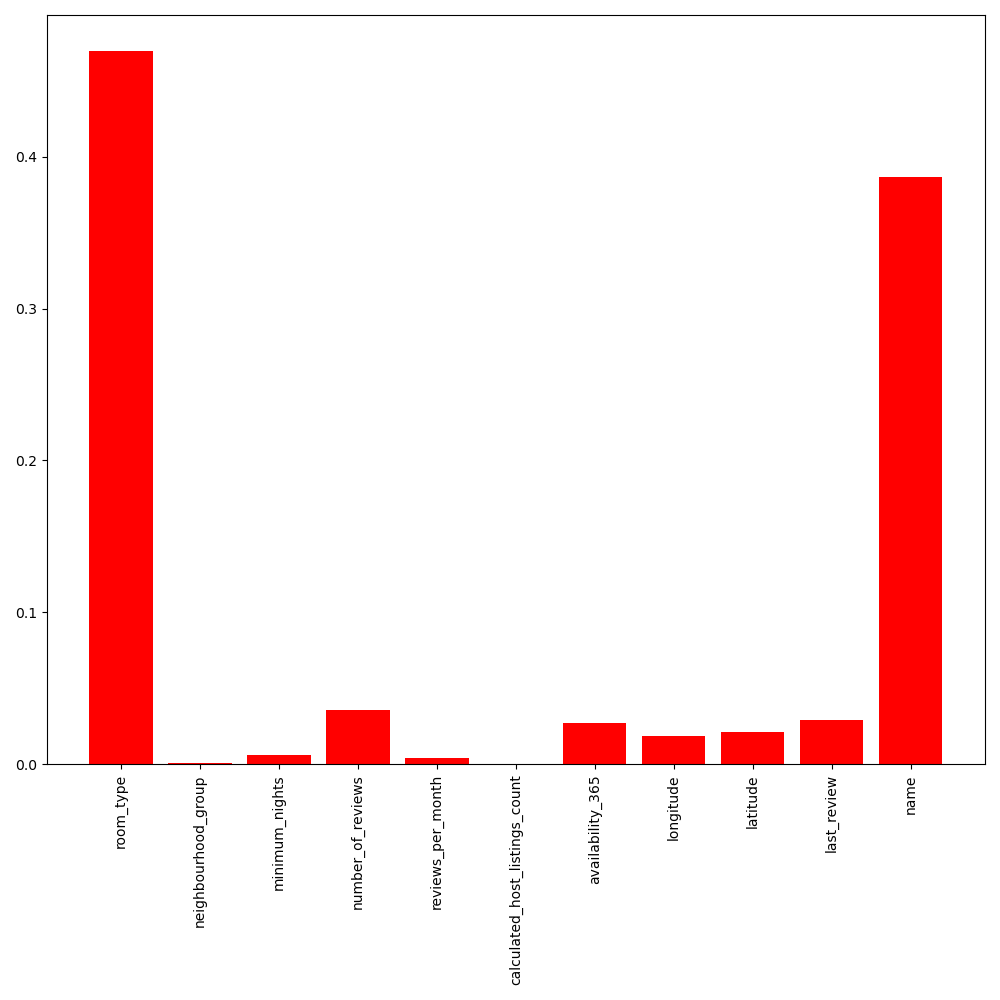 0.4
0.3
0.2
0.1
0.0
room_type
neighbourhood_group
minimum_nights
number_of_reviews
reviews_per_month
calculated_host_listings_count
availability_365
longitude
latitude
last_review
name